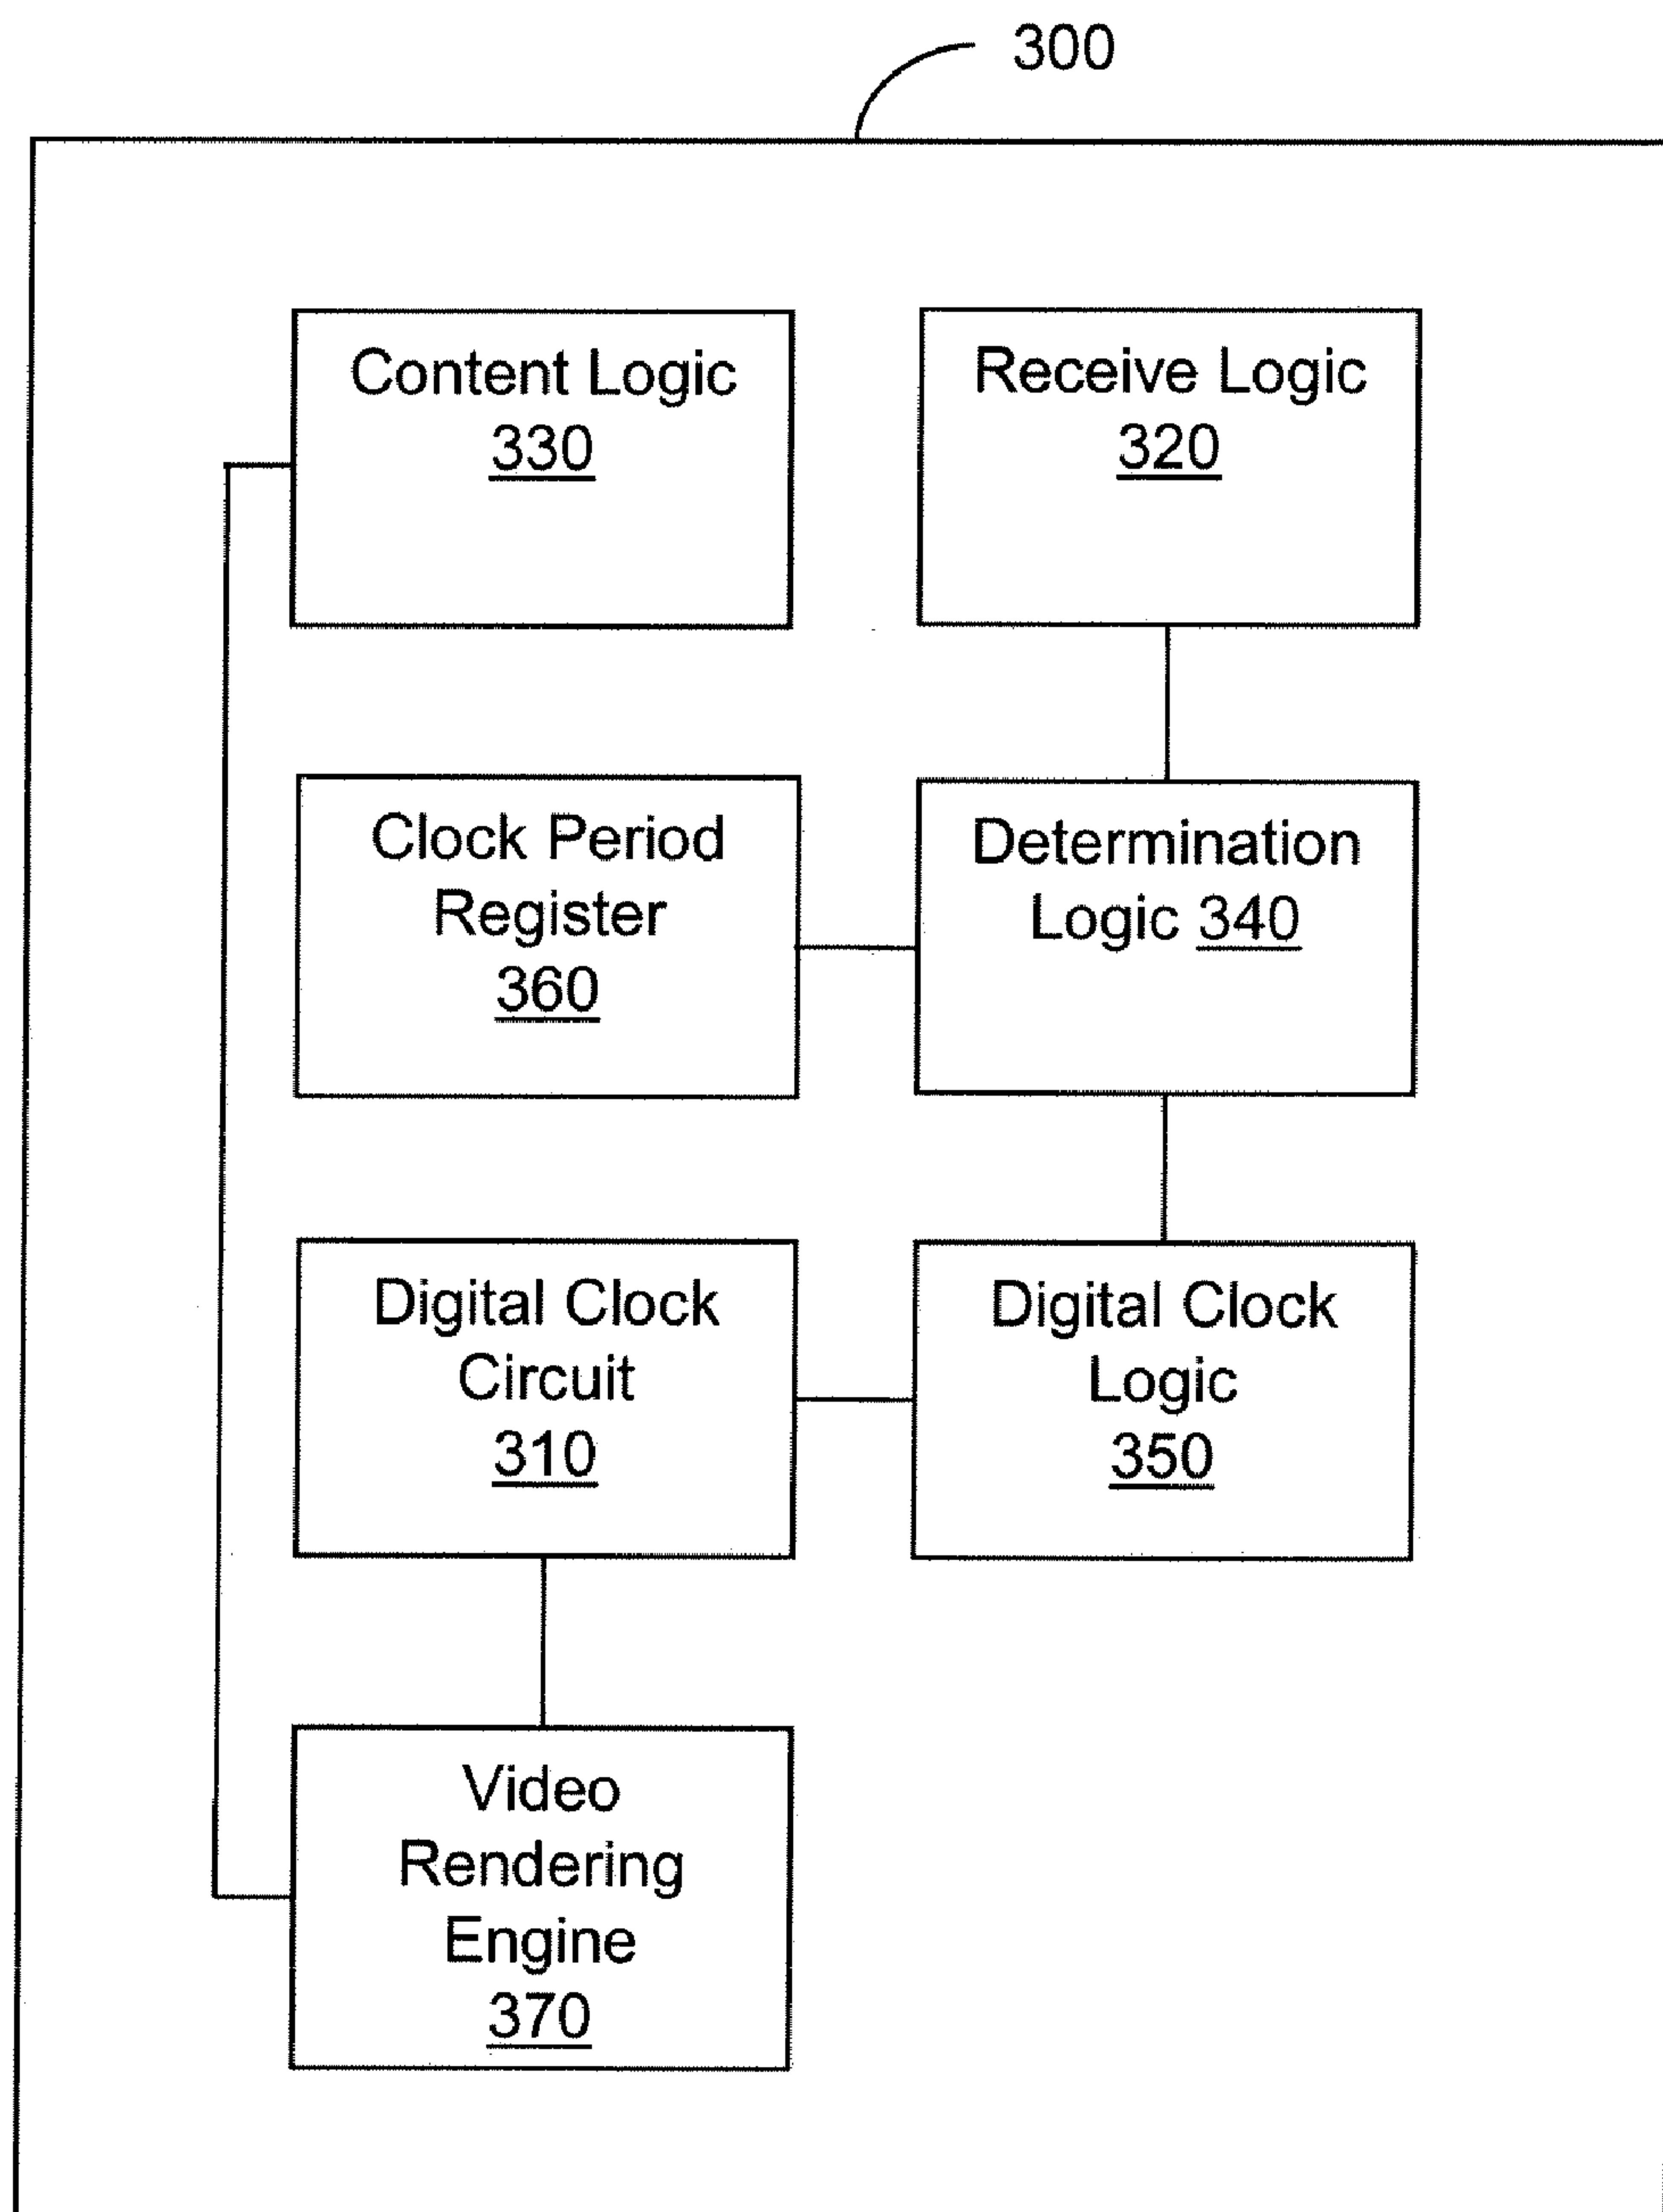 300
Content Logic
330
Receive Logic
320
Clock Period
Register
360
Determination
Logic 340
Digital Clock
Circuit
310
Digital Clock
Logic
350
Video
Rendering
Engine
370